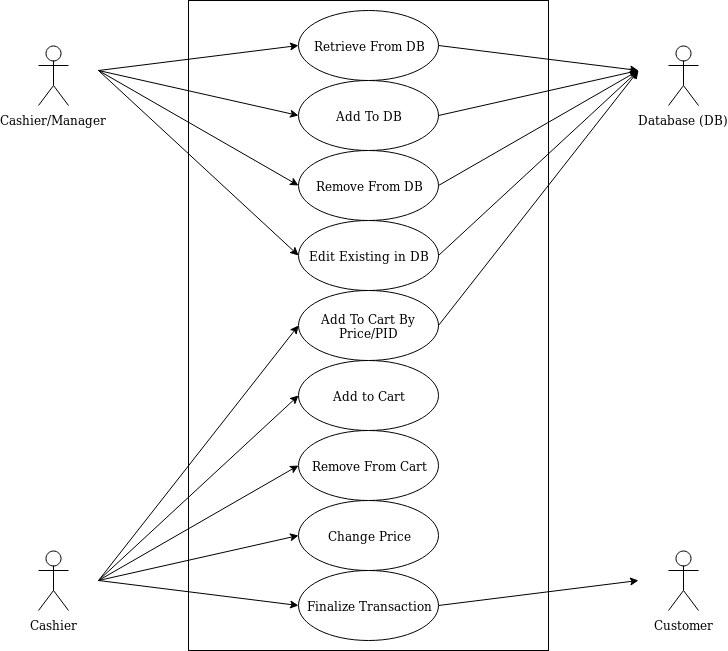 Retrieve From DB
Cashier/Manager
Database (DB)
Add To DB
Remove From DB
Edit Existing in DB
Add To Cart By
Price/PID
Add to Cart
Remove From Cart
Change Price
Finalize Transaction
Cashier
Customer